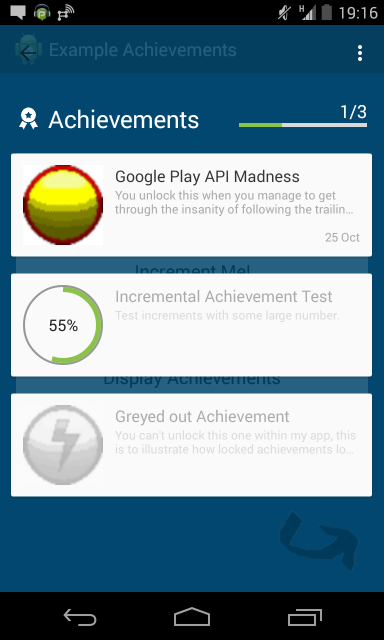 H 19:16
Example Achievements
Achievements 1/3
Google Play API Madness
You unlock this when you manage to get
through the insanity of following the trailin...
25 Oct
Increment Me!
55%
Incremental Achievement Test
Test increments with some large number.
Display Achievements
Greyed out Achievement
You can't unlock this one within my app, this
is to illustrate how locked achievements lo...